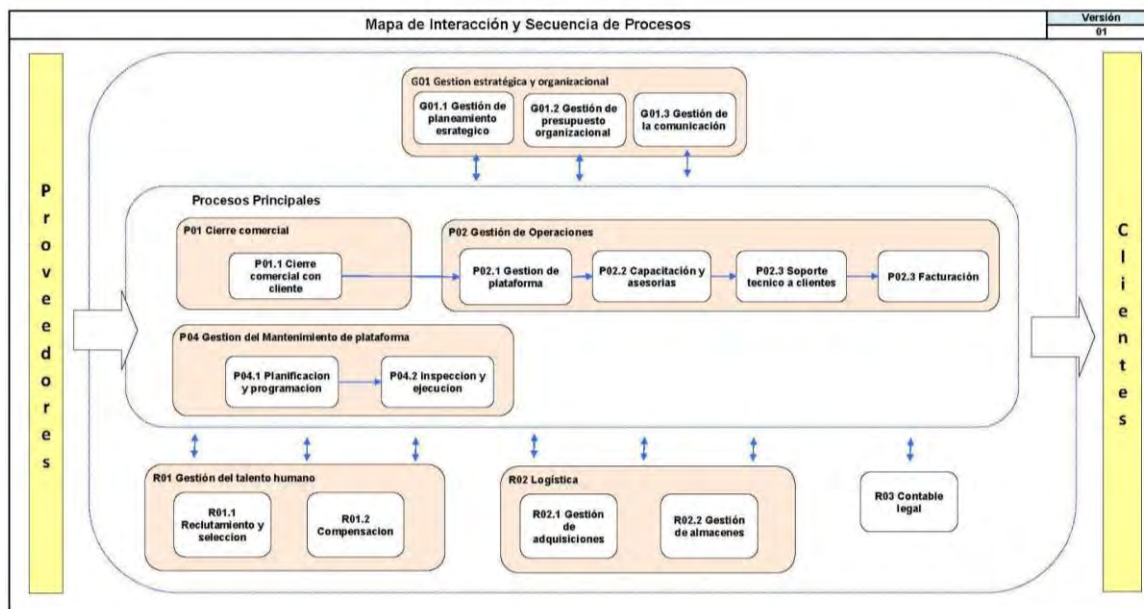 Mapa de Interacción y Secuencia de Procesos
Versión
01
Proveedores
G01 Gestion estratégica y organizacional
G01.1 Gestión de
planeamiento
esrategico
G01.2 Gestión de
presupuesto
organizacional
G01.3 Gestión de
la comunicación
Procesos Principales
P01 Cierre comercial
P01.1 Cierre
comercial con
cliente
P02 Gestión de Operaciones
P02.1 Gestion de
plataforma
P02.2 Capacitación y
asesorias
P02.3 Soporte
tecnico a clientes
P02.3 Facturación
P04 Gestion del Mantenimiento de plataforma
P04.1 Planificacion
y programacion
P04.2 Inspeccion y
ejecucion
R01 Gestión del talento humano
R01.1
Reclutamiento y
seleccion
R01.2
Compensacion
R02 Logística
R02.1 Gestión
de
adquisiciones
R02.2 Gestión
de almacenes
R03 Contable
legal
Clientes